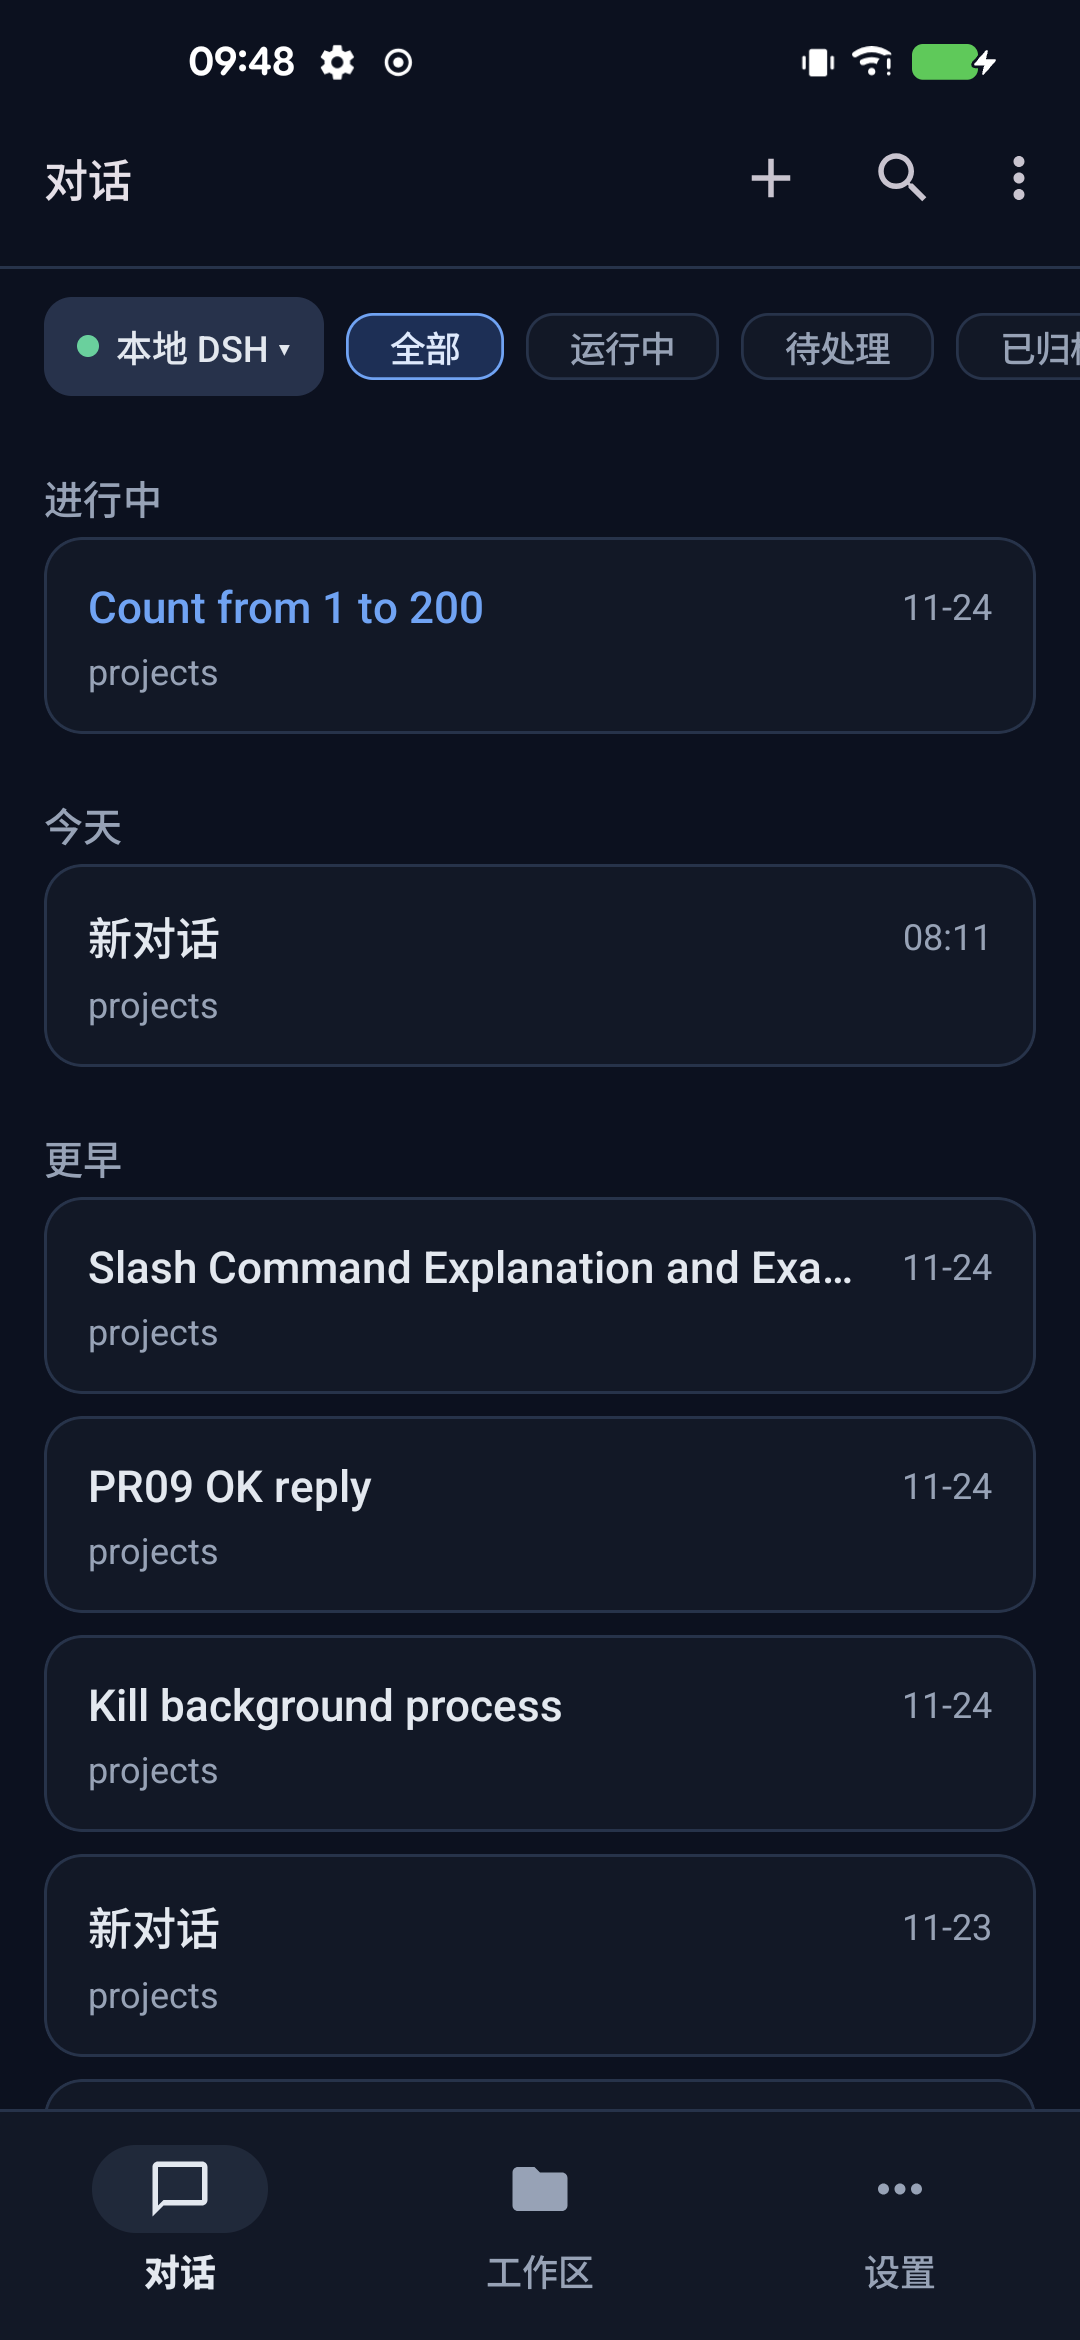 09:48
对话
本地 DSH ▾
全部
运行中
待处理
已归
进行中
Count from 1 to 200
11-24
projects
今天
新对话
08:11
projects
更早
Slash Command Explanation and Exa...
11-24
projects
PR09 OK reply
11-24
projects
Kill background process
11-24
projects
新对话
11-23
projects
对话
工作区
设置